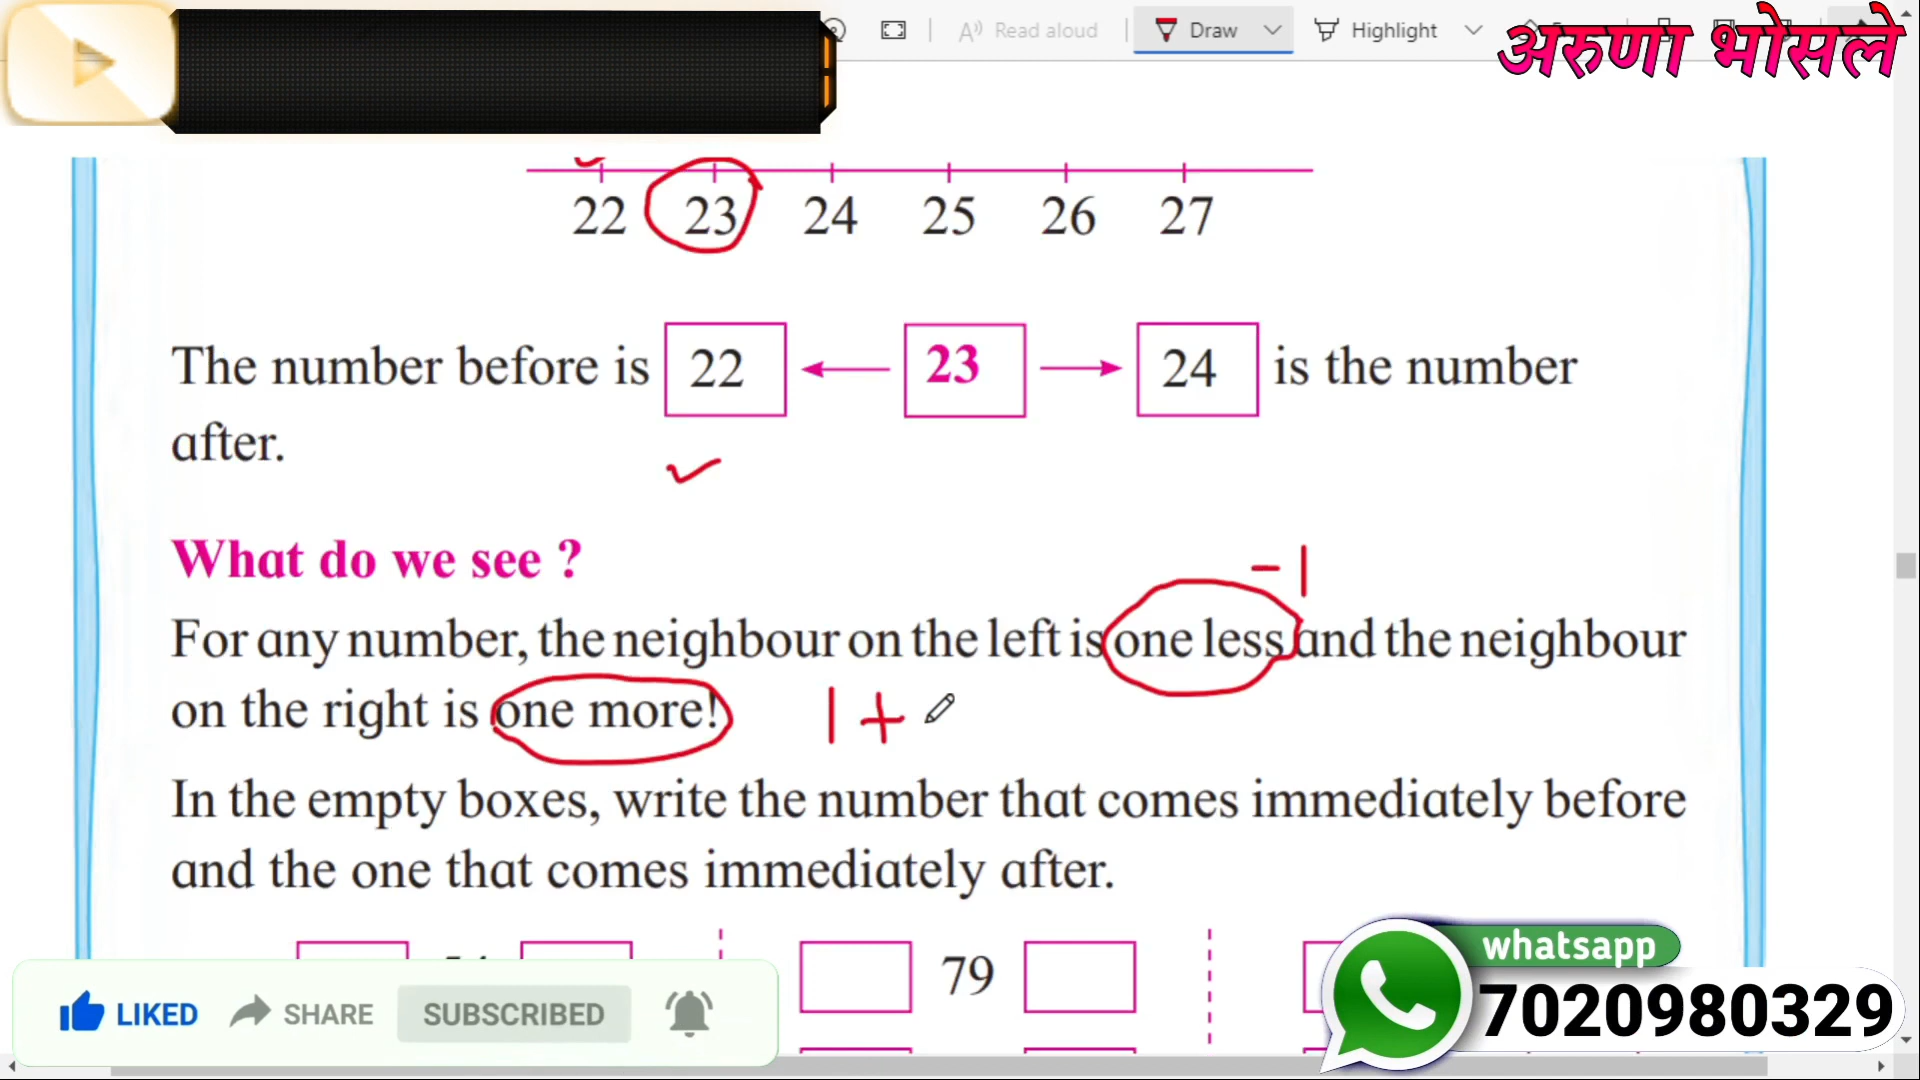 Read aloud
Draw
Highlight
अरुणा भोसले
22 23 24 25 26 27
The number before is 22 23 24 is the number
after.
What do we see ?
- 1
For any number, the neighbour on the left is one less and the neighbour
on the right is one more! 1 +
In the empty boxes, write the number that comes immediately before
and the one that comes immediately after.
79
LIKED SHARE SUBSCRIBED
whatsapp
7020980329